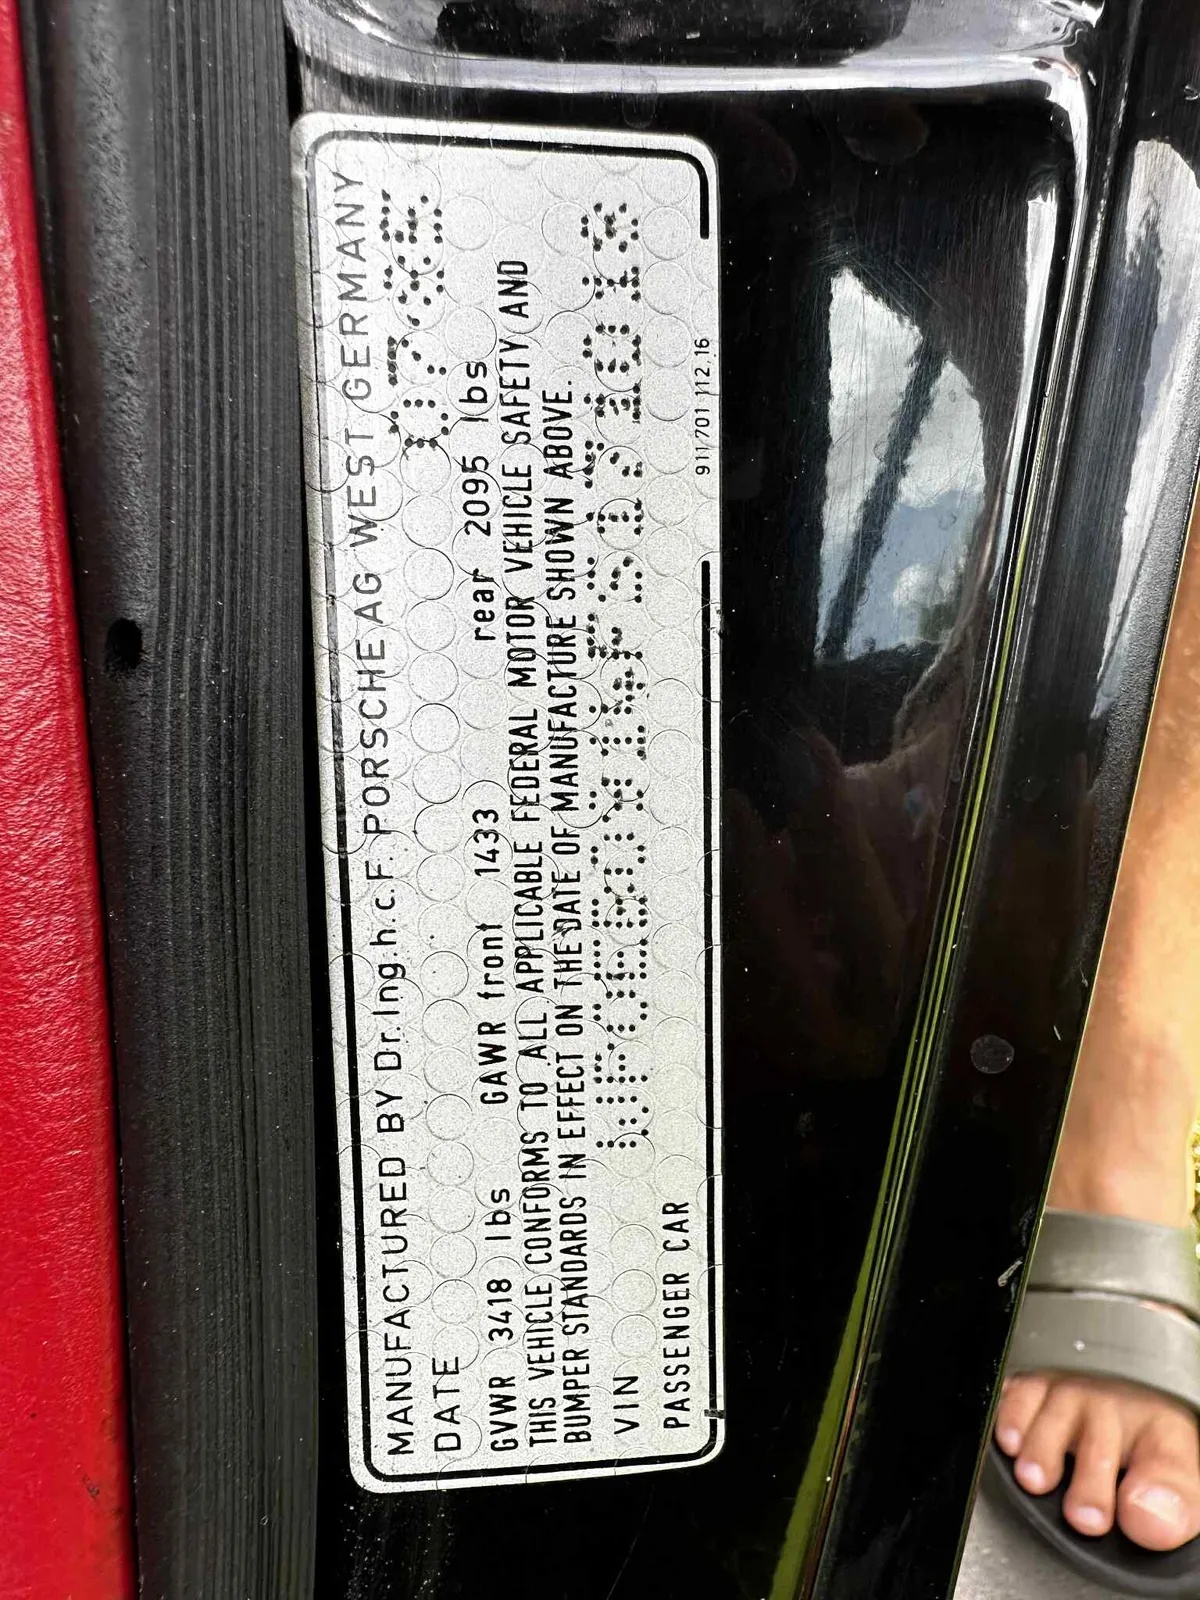 MANUFACTURED BY Dr.Ing.h.c.F. PORSCHE AG WEST GERMANY
DATE
GVWR 3418 lbs GAWR front 1433 rear 2095 lbs
THIS VEHICLE CONFORMS TO ALL APPLICABLE FEDERAL MOTOR VEHICLE SAFETY AND
BUMPER STANDARDS IN EFFECT ON THE DATE OF MANUFACTURE SHOWN ABOVE.
VIN
PASSENGER CAR
911 701 112.16